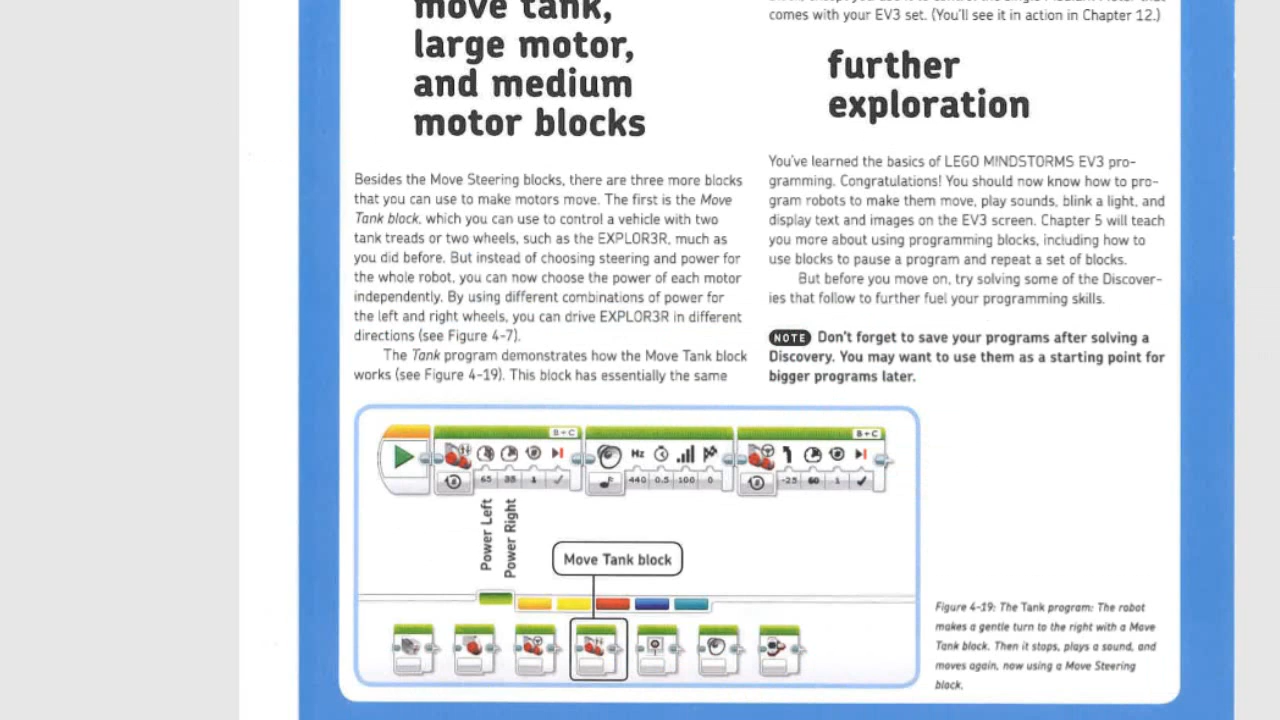 move tank,
large motor,
and medium
motor blocks
Besides the Move Steering blocks, there are three more blocks
that you can use to make motors move. The first is the Move
Tank block, which you can use to control a vehicle with two
tank treads or two wheels, such as the EXPLOR3R, much as
you did before. But instead of choosing steering and power for
the whole robot, you can now choose the power of each motor
independently. By using different combinations of power for
the left and right wheels, you can drive EXPLOR3R in different
directions (see Figure 4-7).
The Tank program demonstrates how the Move Tank block
works (see Figure 4-19). This block has essentially the same
comes with your EV3 set. (You'll see it in action in Chapter 12.)
further
exploration
You've learned the basics of LEGO MINDSTORMS EV3 pro-
gramming. Congratulations! You should now know how to pro-
gram robots to make them move, play sounds, blink a light, and
display text and images on the EV3 screen. Chapter 5 will teach
you more about using programming blocks, including how to
use blocks to pause a program and repeat a set of blocks.
But before you move on, try solving some of the Discover-
ies that follow to further fuel your programming skills.
NOTE Don't forget to save your programs after solving a
Discovery. You may want to use them as a starting point for
bigger programs later.
B+C B+C
Hz
65 35 1 440 0.5 100 0 -25 60 1
Power Left
Power Right
Move Tank block
Figure 4-19: The Tank program: The robot
makes a gentle turn to the right with a Move
Tank block. Then it stops, plays a sound, and
moves again, now using a Move Steering
block.